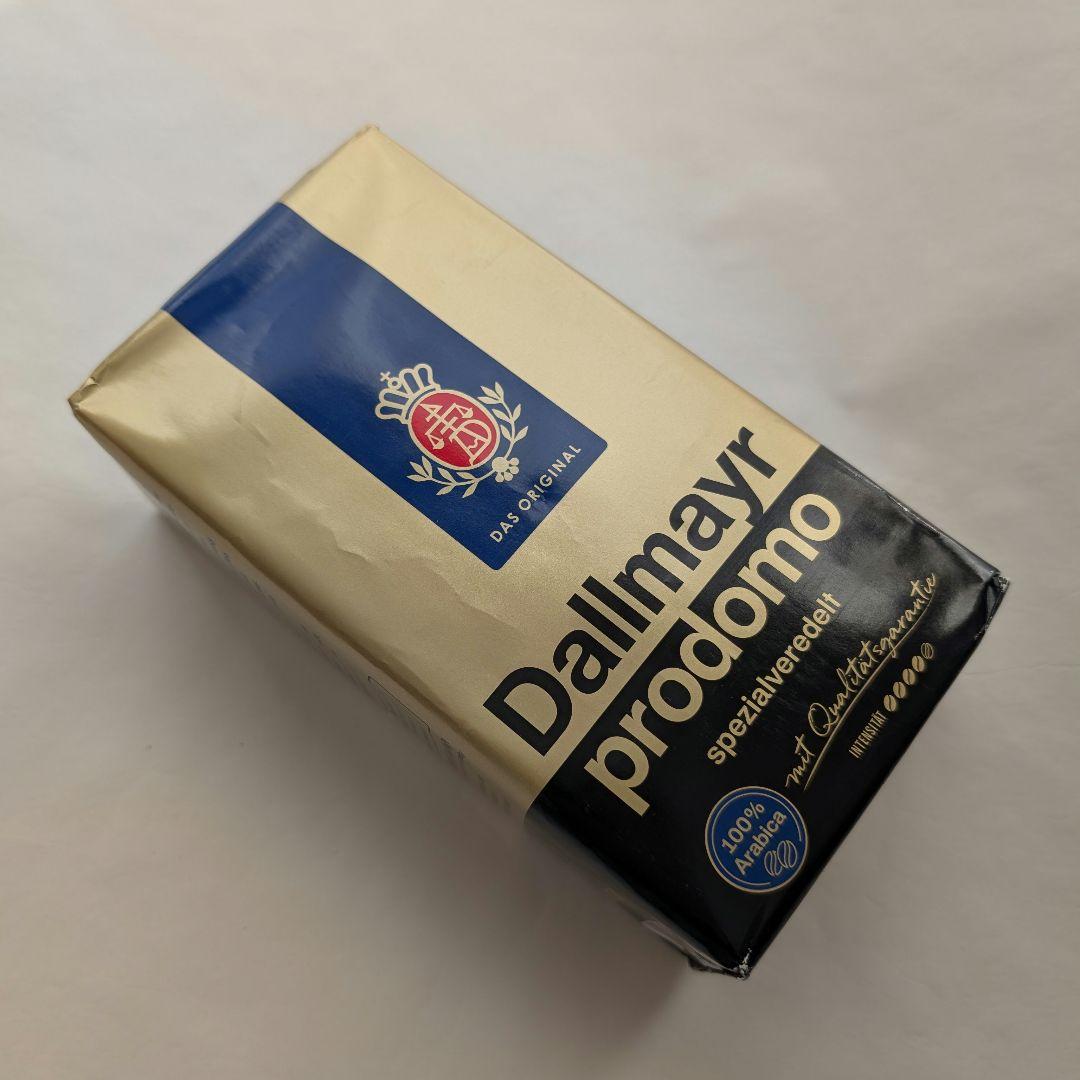 DAS ORIGINAL
Dallmayr
prodomo
spezialveredelt
mit Qualitätsgarantie
INTENSITÄT
100%
Arabica